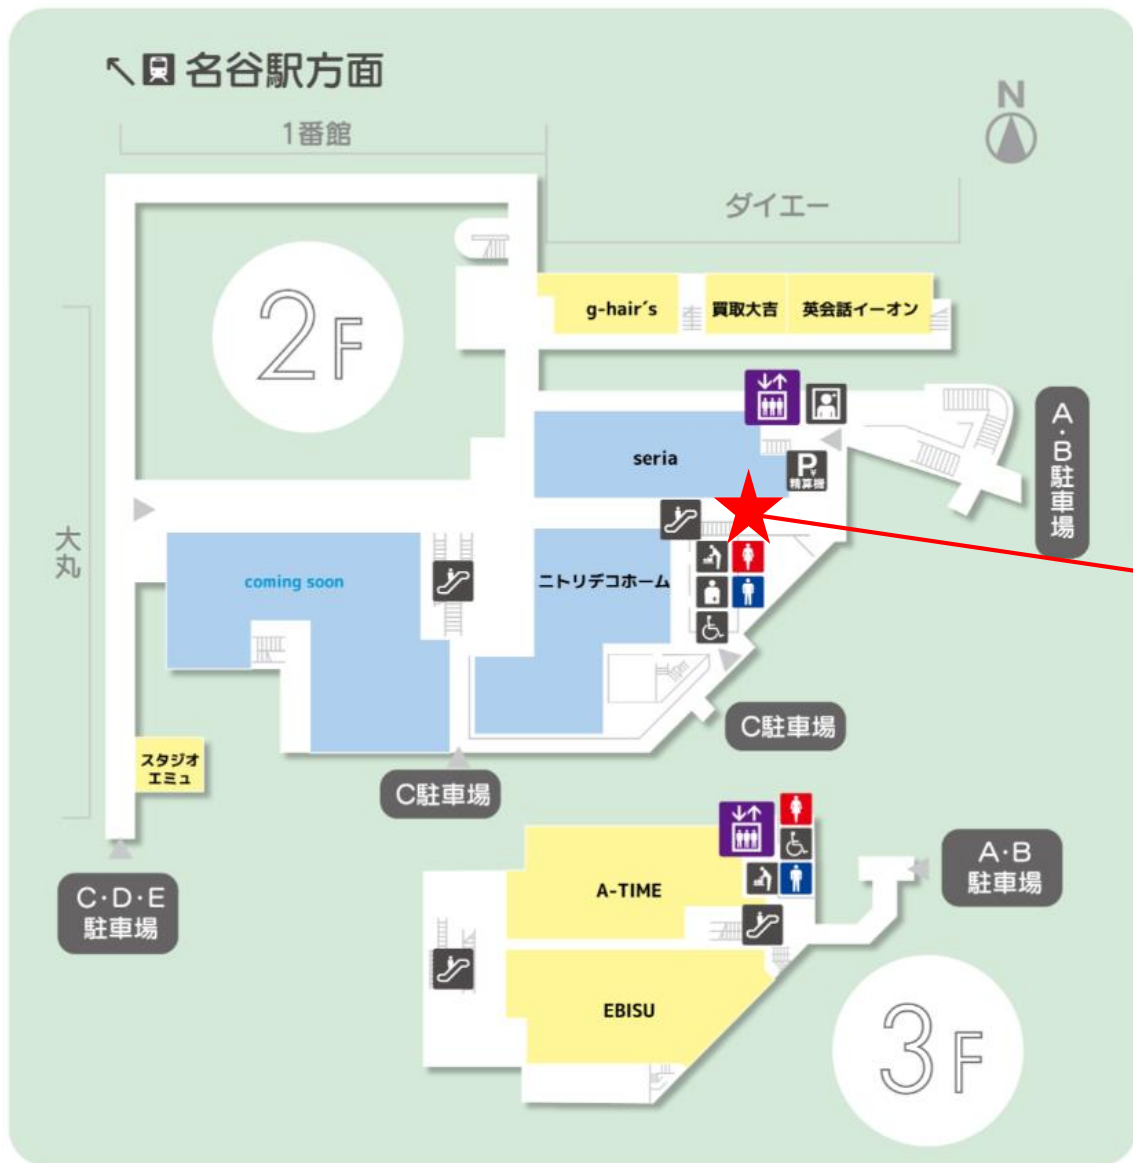 名谷駅方面
N
1番館
ダイエー
2F
g-hair´s
買取大吉
英会話イーオン
A・B駐車場
seria
P
精算機
大丸
coming soon
ニトリデコホーム
C駐車場
スタジオ
エミュ
C駐車場
C・D・E
駐車場
A・B
駐車場
A-TIME
EBISU
3F